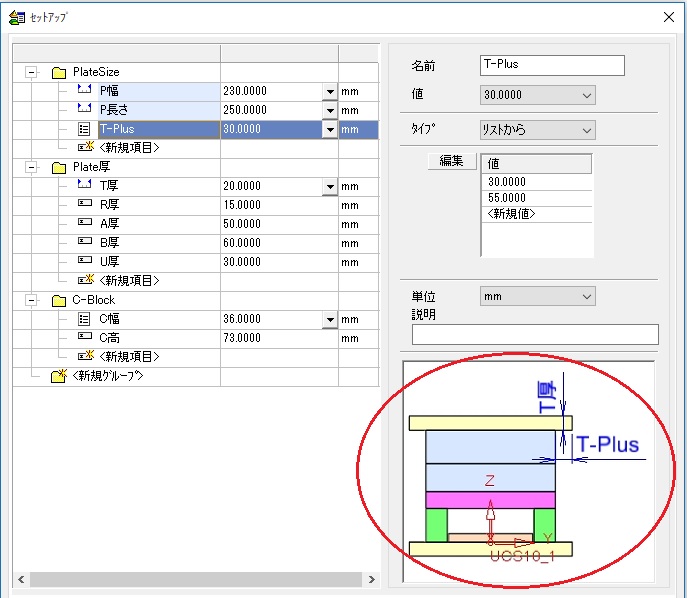 セットアップ
PlateSize
P幅 230.0000 mm
P長さ 250.0000 mm
T-Plus 30.0000 mm
<新規項目>
Plate厚
T厚 20.0000 mm
R厚 15.0000 mm
A厚 50.0000 mm
B厚 60.0000 mm
U厚 30.0000 mm
<新規項目>
C-Block
C幅 36.0000 mm
C高 73.0000 mm
<新規項目>
<新規グループ>
名前 T-Plus
値 30.0000
タイプ リストから
編集 値
30.0000
55.0000
<新規値>
単位 mm
説明
T厚
T-Plus
Z
Y
UCS10_1